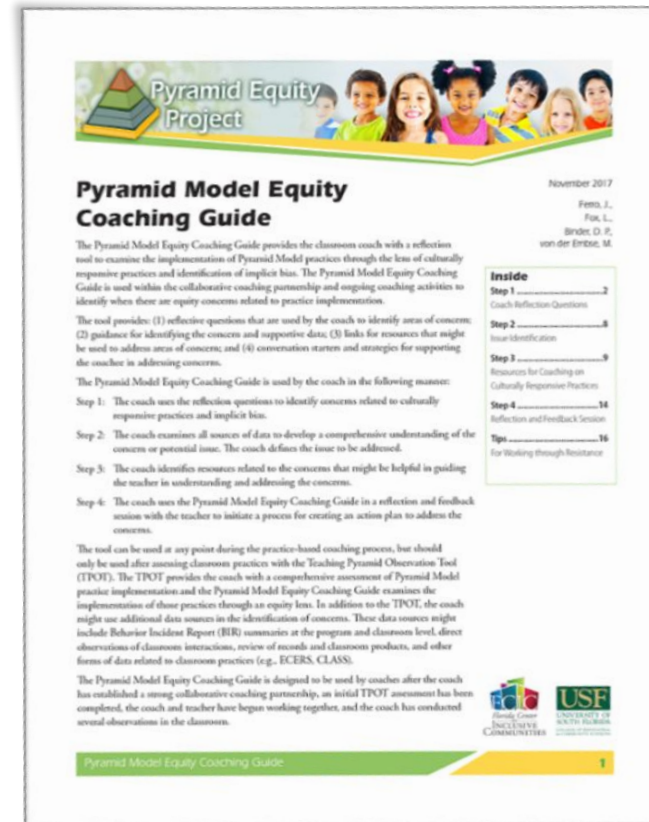 Pyramid Equity
Project
Pyramid Model Equity
Coaching Guide
November 2017
Ferro, J.,
Fox, L.,
Binder, D. P.,
von der Embse, M.
The Pyramid Model Equity Coaching Guide provides the classroom coach with a reflection
tool to examine the implementation of Pyramid Model practices through the lens of culturally
responsive practices and identification of implicit bias. The Pyramid Model Equity Coaching
Guide is used within the collaborative coaching partnership and ongoing coaching activities to
identify when there are equity concerns related to practice implementation.
The tool provides: (1) reflective questions that are used by the coach to identify areas of concern;
(2) guidance for identifying the concern and supportive data; (3) links for resources that might
be used to address areas of concern; and (4) conversation starters and strategies for supporting
the coachee in addressing concerns.
The Pyramid Model Equity Coaching Guide is used by the coach in the following manner:
Step 1: The coach uses the reflection questions to identify concerns related to culturally
responsive practices and implicit bias.
Step 2: The coach examines all sources of data to develop a comprehensive understanding of the
concern or potential issue. The coach defines the issue to be addressed.
Step 3: The coach identifies resources related to the concerns that might be helpful in guiding
the teacher in understanding and addressing the concerns.
Step 4: The coach uses the Pyramid Model Equity Coaching Guide in a reflection and feedback
session with the teacher to initiate a process for creating an action plan to address the
concerns.
The tool can be used at any point during the practice-based coaching process, but should
only be used after assessing classroom practices with the Teaching Pyramid Observation Tool
(TPOT). The TPOT provides the coach with a comprehensive assessment of Pyramid Model
practice implementation and the Pyramid Model Equity Coaching Guide examines the
implementation of those practices through an equity lens. In addition to the TPOT, the coach
might use additional data sources in the identification of concerns. These data sources might
include Behavior Incident Report (BIR) summaries at the program and classroom level, direct
observations of classroom interactions, review of records and classroom products, and other
forms of data related to classroom practices (e.g., ECERS, CLASS).
The Pyramid Model Equity Coaching Guide is designed to be used by coaches after the coach
has established a strong collaborative coaching partnership, an initial TPOT assessment has been
completed, the coach and teacher have begun working together, and the coach has conducted
several observations in the classroom.
Inside
Step 1 ....................2
Coach Reflection Questions
Step 2 ....................8
Issue Identification
Step 3 ....................9
Resources for Coaching on
Culturally Responsive Practices
Step 4 ....................14
Reflection and Feedback Session
Tips ....................16
For Working through Resistance
FCIC
Florida Center
for
INCLUSIVE
COMMUNITIES
USF
UNIVERSITY OF
SOUTH FLORIDA
Pyramid Model Equity Coaching Guide
1